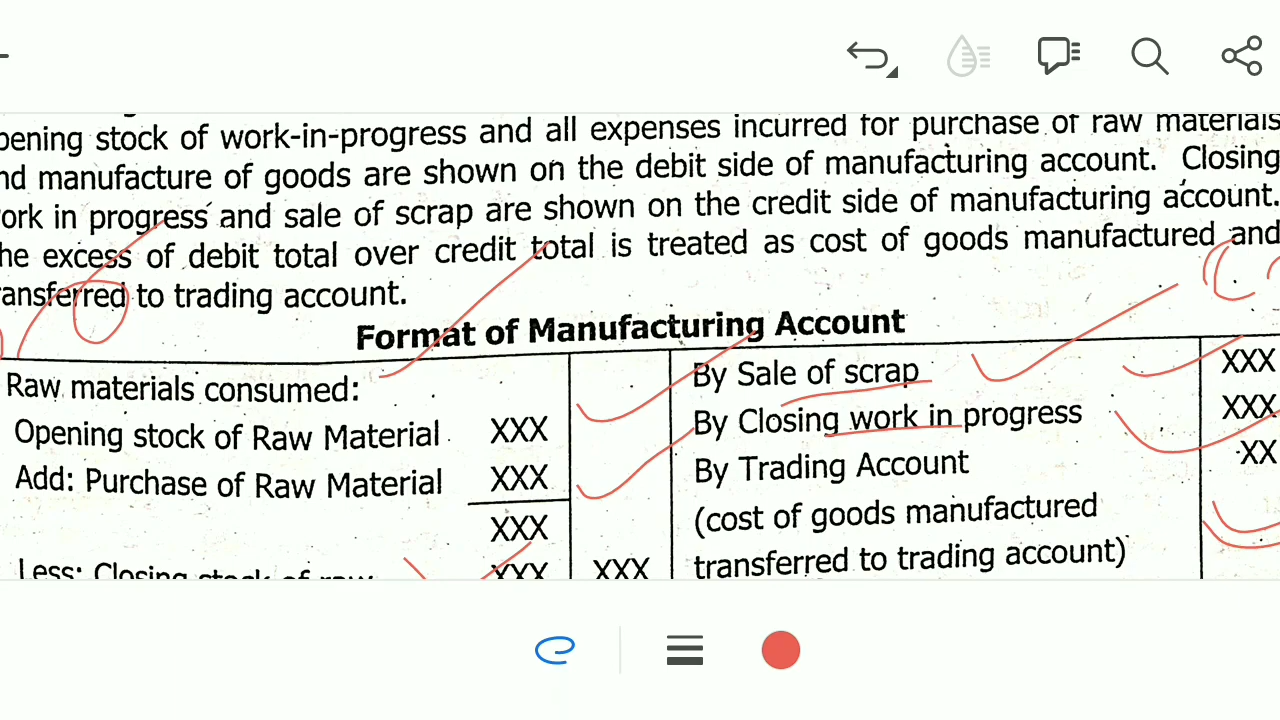 pening stock of work-in-progress and all expenses incurred for purchase of raw materials
nd manufacture of goods are shown on the debit side of manufacturing account. Closing
ork in progress and sale of scrap are shown on the credit side of manufacturing account.
he excess of debit total over credit total is treated as cost of goods manufactured and
ransferred to trading account.
Format of Manufacturing Account
Raw materials consumed:
Opening stock of Raw Material XXX
Add: Purchase of Raw Material XXX
XXX
Less: Closing stock of raw XXX XXX
By Sale of scrap XXX
By Closing work in progress XXX
By Trading Account XX
(cost of goods manufactured
transferred to trading account)